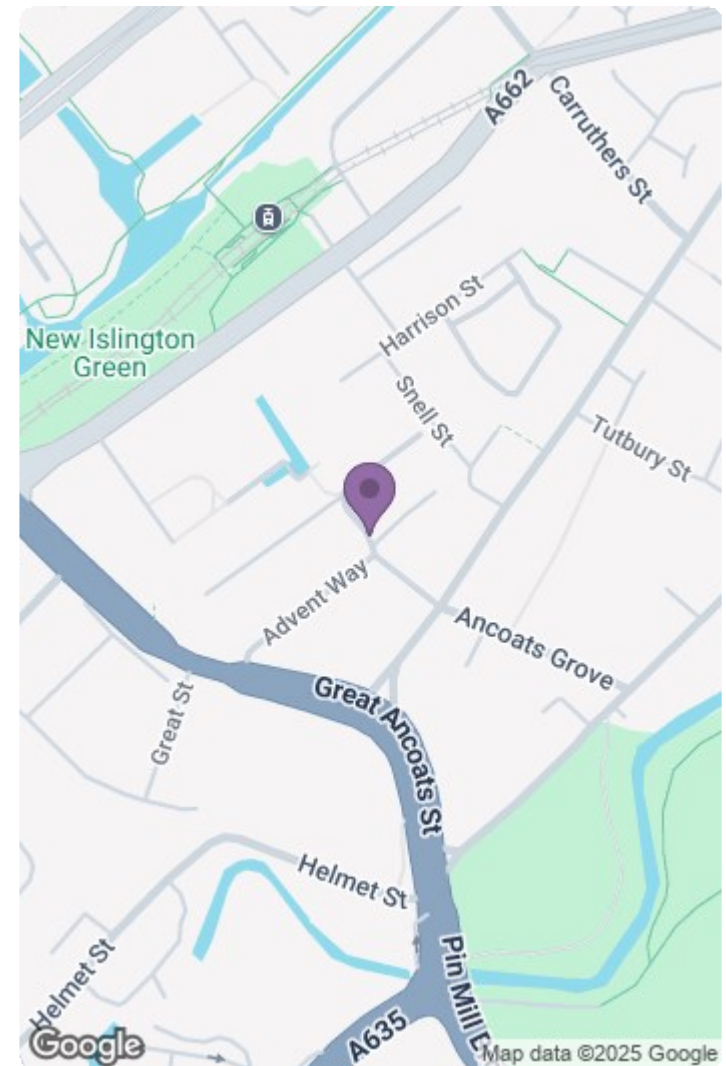 A662
Carruthers St
New Islington
Green
Harrison St
Snell St
Tutbury St
Advent Way
Ancoats Grove
Great St
Great Ancoats St
Helmet St
Helmet St
Pin Mill
A635
Google
Map data ©2025 Google